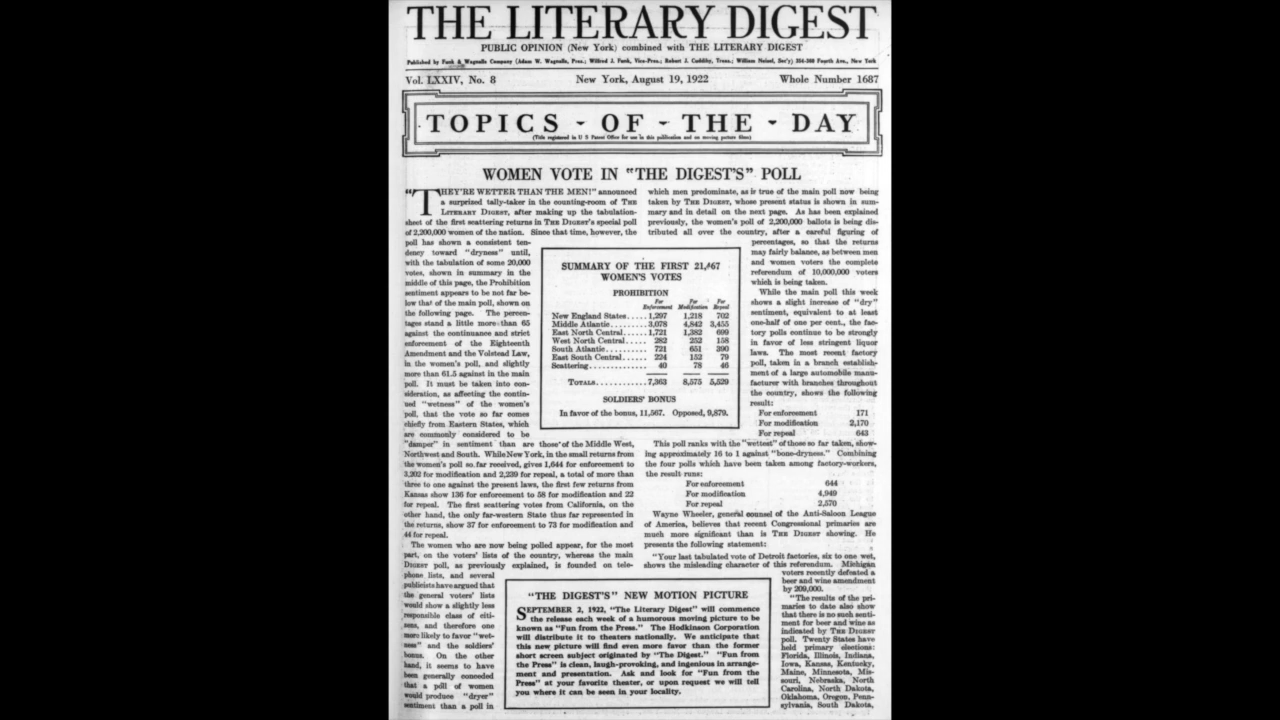 THE LITERARY DIGEST
PUBLIC OPINION (New York) combined with THE LITERARY DIGEST
Published by Funk & Wagnalls Company (Adam W. Wagnalls, Pres.; Wilfred J. Funk, Vice-Pres.; Robert J. Cuddihy, Treas.; William Neisel, Sec'y) 354-360 Fourth Ave., New York
Vol. LXXIV, No. 8 New York, August 19, 1922 Whole Number 1687
TOPICS - OF - THE - DAY
(Title registered in U S Patent Office for use in this publication and on moving picture films)
WOMEN VOTE IN "THE DIGEST'S" POLL
"THEY'RE WETTER THAN THE MEN!" announced
a surprized tally-taker in the counting-room of THE
LITERARY DIGEST, after making up the tabulation-
sheet of the first scattering returns in THE DIGEST'S special poll
of 2,200,000 women of the nation. Since that time, however, the
poll has shown a consistent ten-
dency toward "dryness" until,
with the tabulation of some 20,000
votes, shown in summary in the
middle of this page, the Prohibition
sentiment appears to be not far be-
low that of the main poll, shown on
the following page. The percen-
tages stand a little more than 65
against the continuance and strict
enforcement of the Eighteenth
Amendment and the Volstead Law,
in the women's poll, and slightly
more than 61.5 against in the main
poll. It must be taken into con-
sideration, as affecting the contin-
ued "wetness" of the women's
poll, that the vote so far comes
chiefly from Eastern States, which
are commonly considered to be
"damper" in sentiment than are those of the Middle West,
Northwest and South. While New York, in the small returns from
the women's poll so far received, gives 1,644 for enforcement to
3,202 for modification and 2,239 for repeal, a total of more than
three to one against the present laws, the first few returns from
Kansas show 136 for enforcement to 58 for modification and 22
for repeal. The first scattering votes from California, on the
other hand, the only far-western State thus far represented in
the returns, show 37 for enforcement to 73 for modification and
44 for repeal.
The women who are now being polled appear, for the most
part, on the voters' lists of the country, whereas the main
DIGEST poll, as previously explained, is founded on tele-
phone lists, and several
publicists have argued that
the general voters' lists
would show a slightly less
responsible class of citi-
zens, and therefore one
more likely to favor "wet-
ness" and the soldiers'
bonus. On the other
hand, it seems to have
been generally conceded
that a poll of women
would produce "dryer"
sentiment than a poll in
SUMMARY OF THE FIRST 21,467
WOMEN'S VOTES
PROHIBITION
For Enforcement For Modification For Repeal
New England States..... 1,297 1,218 702
Middle Atlantic......... 3,078 4,842 3,455
East North Central...... 1,721 1,382 699
West North Central..... 282 252 158
South Atlantic.......... 721 651 390
East South Central...... 224 152 79
Scattering.............. 40 78 46
TOTALS............ 7,363 8,575 5,529
SOLDIERS' BONUS
In favor of the bonus, 11,567. Opposed, 9,879.
which men predominate, as is true of the main poll now being
taken by THE DIGEST, whose present status is shown in sum-
mary and in detail on the next page. As has been explained
previously, the women's poll of 2,200,000 ballots is being dis-
tributed all over the country, after a careful figuring of
percentages, so that the returns
may fairly balance, as between men
and women voters the complete
referendum of 10,000,000 voters
which is being taken.
While the main poll this week
shows a slight increase of "dry"
sentiment, equivalent to at least
one-half of one per cent., the fac-
tory polls continue to be strongly
in favor of less stringent liquor
laws. The most recent factory
poll, taken in a branch establish-
ment of a large automobile manu-
facturer with branches throughout
the country, shows the following
result:
For enforcement 171
For modification 2,170
For repeal 643
This poll ranks with the "wettest" of those so far taken, show-
ing approximately 16 to 1 against "bone-dryness." Combining
the four polls which have been taken among factory-workers,
the result runs:
For enforcement 644
For modification 4,949
For repeal 2,570
Wayne Wheeler, general counsel of the Anti-Saloon League
of America, believes that recent Congressional primaries are
much more significant than is THE DIGEST showing. He
presents the following statement:
"Your last tabulated vote of Detroit factories, six to one wet,
shows the misleading character of this referendum. Michigan
voters recently defeated a
beer and wine amendment
by 209,000.
"The results of the pri-
maries to date also show
that there is no such senti-
ment for beer and wine as
indicated by THE DIGEST
poll. Twenty States have
held primary elections:
Florida, Illinois, Indiana,
Iowa, Kansas, Kentucky,
Maine, Minnesota, Mis-
souri, Nebraska, North
Carolina, North Dakota,
Oklahoma, Oregon, Penn-
sylvania, South Dakota,
"THE DIGEST'S" NEW MOTION PICTURE
SEPTEMBER 2, 1922, "The Literary Digest" will commence
the release each week of a humorous moving picture to be
known as "Fun from the Press." The Hodkinson Corporation
will distribute it to theaters nationally. We anticipate that
this new picture will find even more favor than the former
short screen subject originated by "The Digest." "Fun from
the Press" is clean, laugh-provoking, and ingenious in arrange-
ment and presentation. Ask and look for "Fun from the
Press" at your favorite theater, or upon request we will tell
you where it can be seen in your locality.